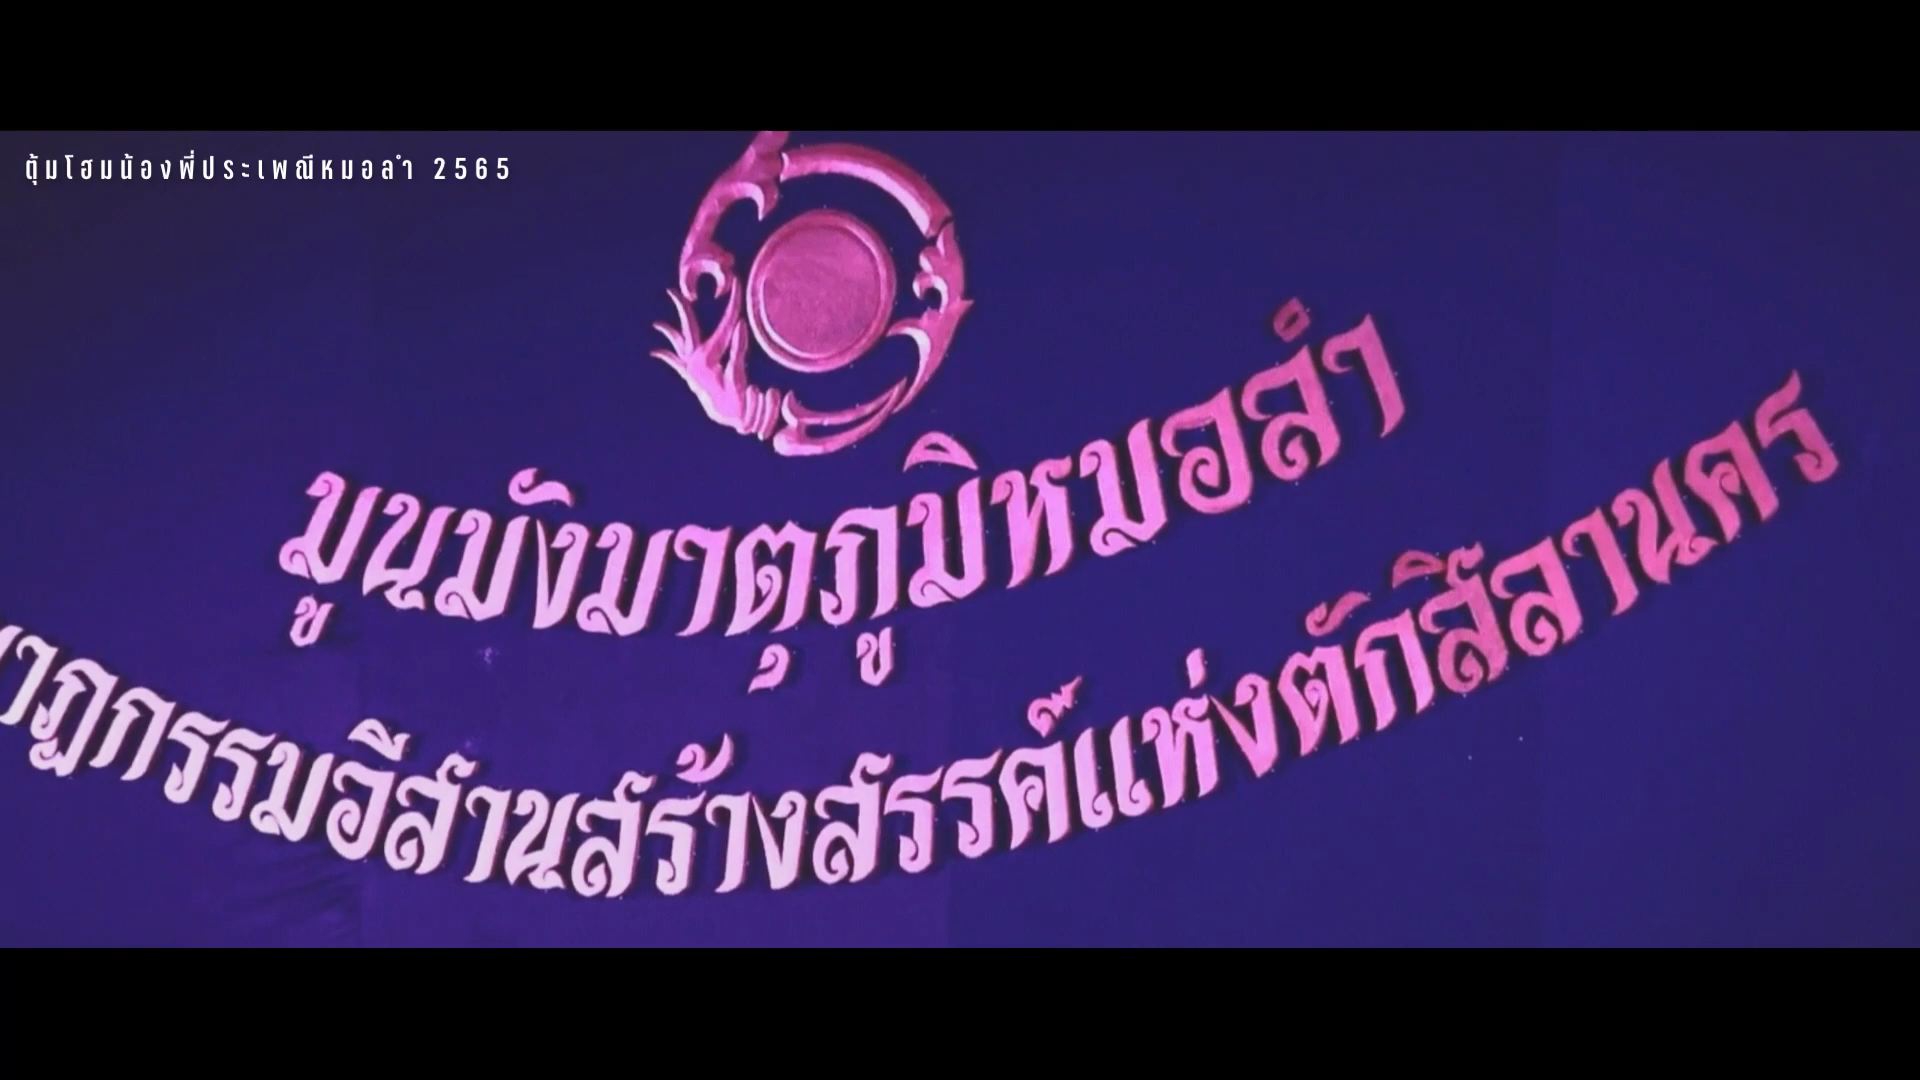 ตุ้มโฮมน้องพี่ประเพณีหมอลำ 2565
มูนมังมาตุภูมิหมอลำ
นาฏกรรมอีสานสร้างสรรค์แห่งตักสิลานคร